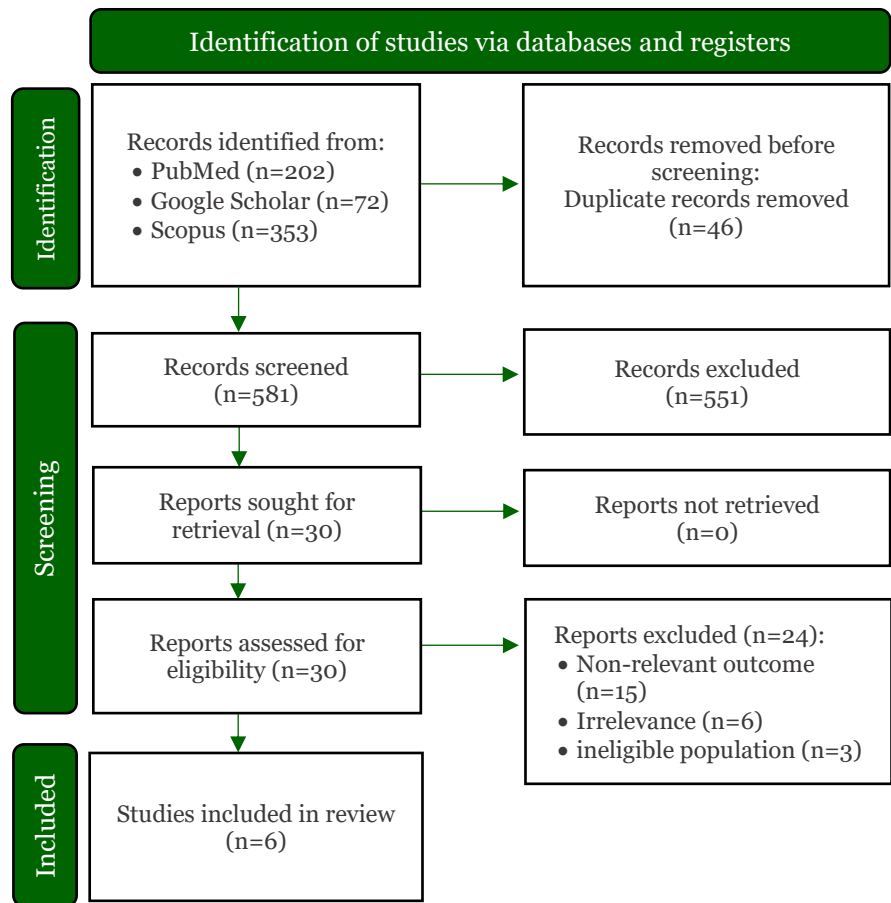 Identification of studies via databases and registers
Identification
Records identified from:
• PubMed (n=202)
• Google Scholar (n=72)
• Scopus (n=353)
Records removed before
screening:
Duplicate records removed
(n=46)
Screening
Records screened
(n=581)
Records excluded
(n=551)
Reports sought for
retrieval (n=30)
Reports not retrieved
(n=0)
Reports assessed for
eligibility (n=30)
Reports excluded (n=24):
• Non-relevant outcome
(n=15)
• Irrelevance (n=6)
• ineligible population (n=3)
Included
Studies included in review
(n=6)